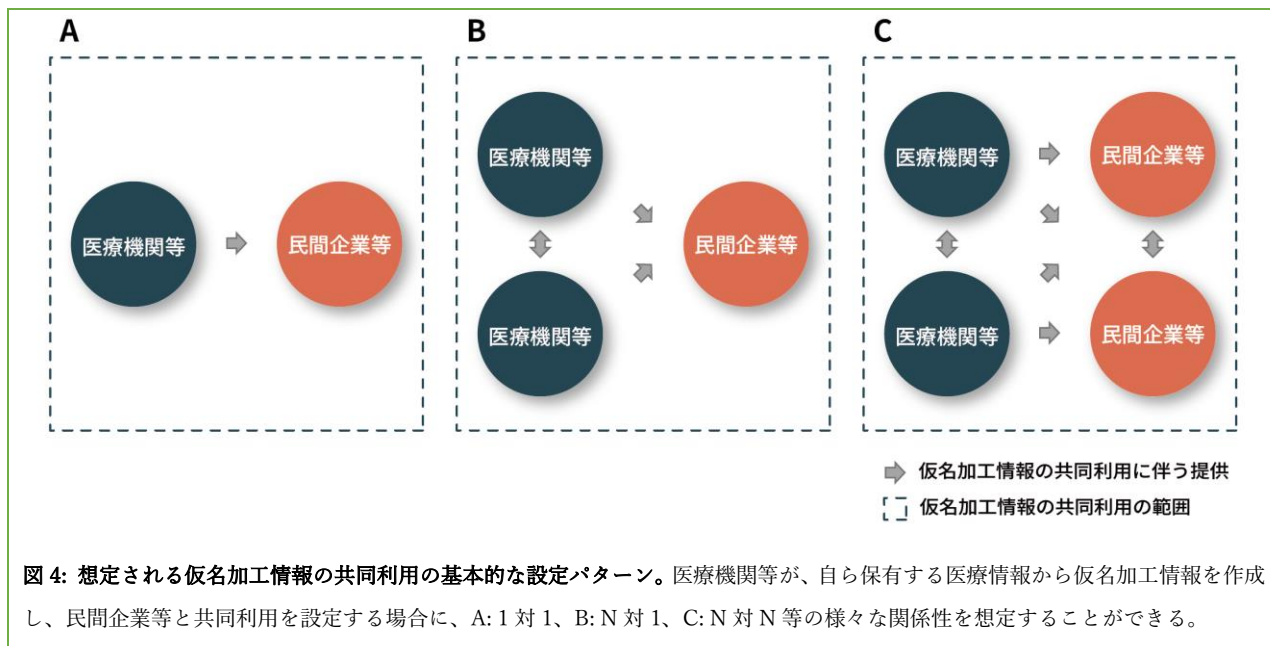 A
B
C
医療機関等
民間企業等
医療機関等
医療機関等
民間企業等
医療機関等
民間企業等
医療機関等
民間企業等
仮名加工情報の共同利用に伴う提供
仮名加工情報の共同利用の範囲
図 4: 想定される仮名加工情報の共同利用の基本的な設定パターン。医療機関等が、自ら保有する医療情報から仮名加工情報を作成
し、民間企業等と共同利用を設定する場合に、A: 1 対 1、B: N 対 1、C: N 対 N 等の様々な関係性を想定することができる。